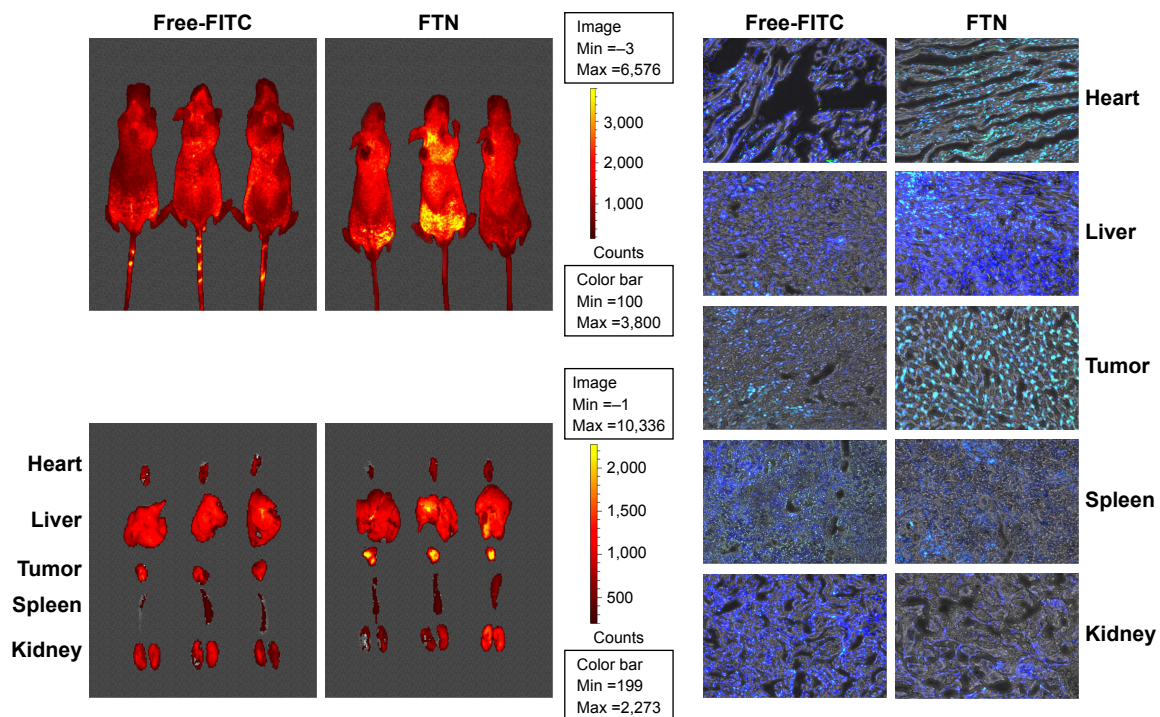 Free-FITC
FTN
Image
Min =–3
Max =6,576
3,000
2,000
1,000
Counts
Color bar
Min =100
Max =3,800
Heart
Liver
Tumor
Spleen
Kidney
Image
Min =–1
Max =10,336
2,000
1,500
1,000
500
Counts
Color bar
Min =199
Max =2,273
Free-FITC
FTN
Heart
Liver
Tumor
Spleen
Kidney